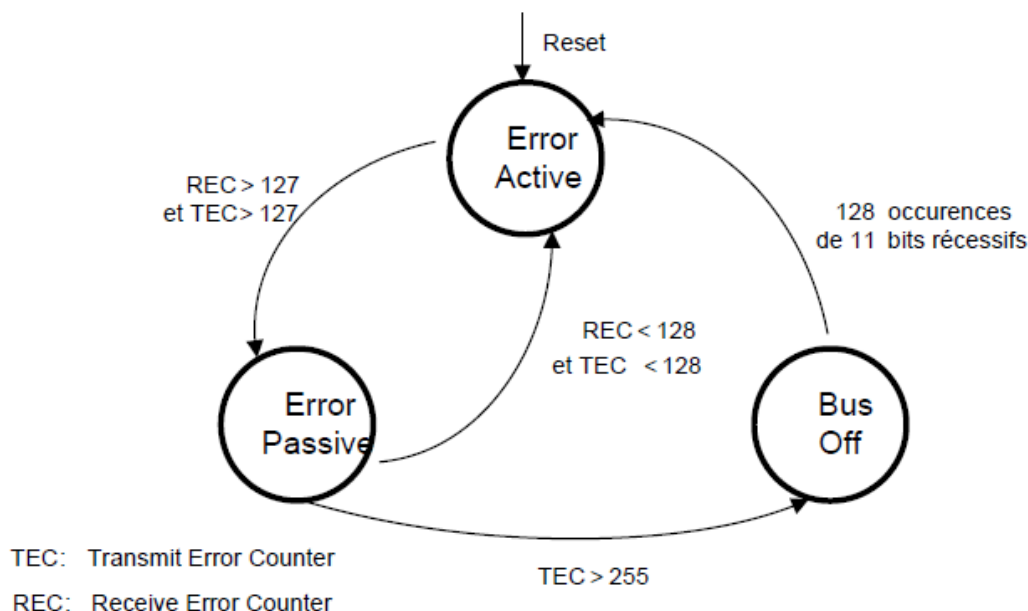 Reset
Error
Active
REC > 127
et TEC > 127
128 occurences
de 11 bits récessifs
REC < 128
et TEC < 128
Error
Passive
Bus
Off
TEC: Transmit Error Counter
TEC > 255
REC: Receive Error Counter